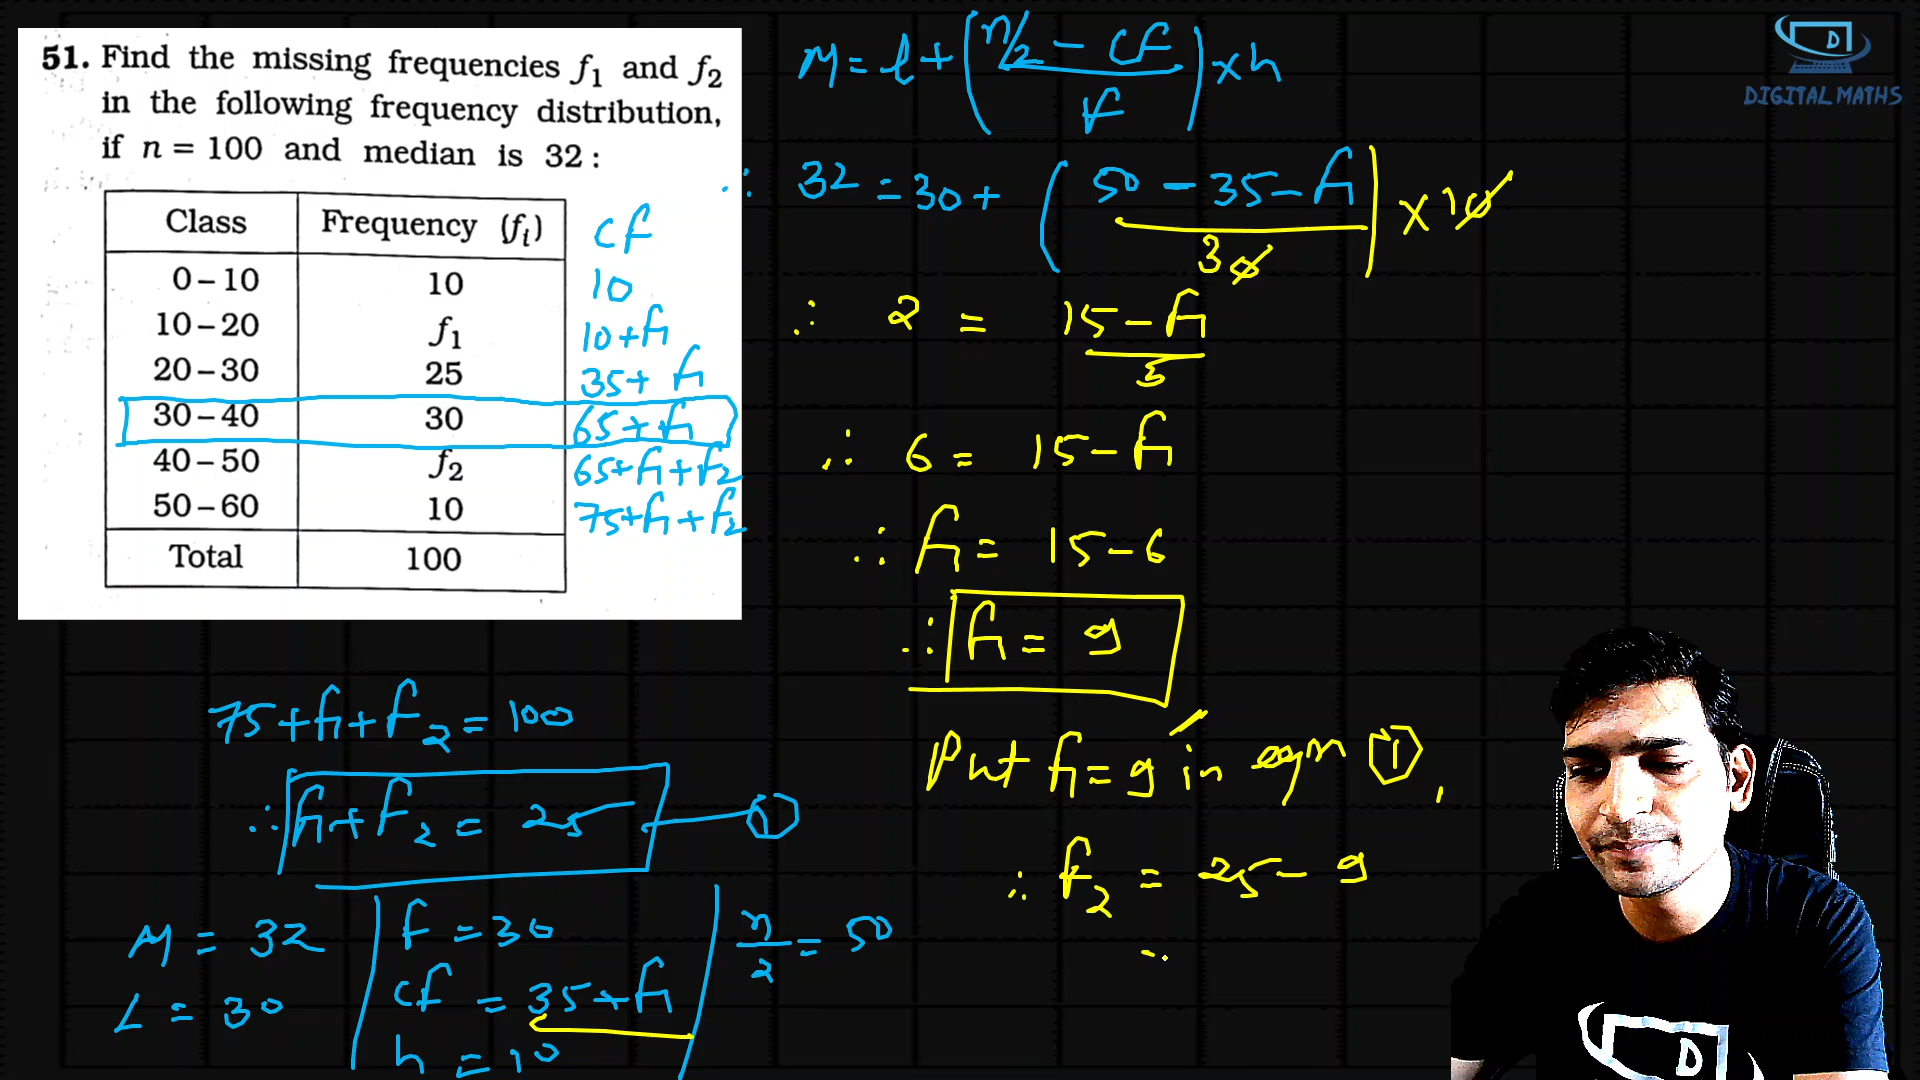 51. Find the missing frequencies f₁ and f₂
in the following frequency distribution,
if n = 100 and median is 32 :
Class Frequency (fᵢ) cf
0 – 10 10 10
10 – 20 f₁ 10+f₁
20 – 30 25 35+f₁
30 – 40 30 65+f₁
40 – 50 f₂ 65+f₁+f₂
50 – 60 10 75+f₁+f₂
Total 100
75+f₁+f₂ = 100
∴ f₁+f₂ = 25 — ①
M = 32
L = 30
f = 30
cf = 35+f₁
h = 10
n/2 = 50
M = l + (n/2 - cf / f) × h
∴ 32 = 30 + (50 - 35 - f₁ / 30) × 10
∴ 2 = 15 - f₁ / 3
∴ 6 = 15 - f₁
∴ f₁ = 15 - 6
∴ f₁ = 9
Put f₁ = 9 in eqn ①,
∴ f₂ = 25 - 9
D
DIGITAL MATHS
D